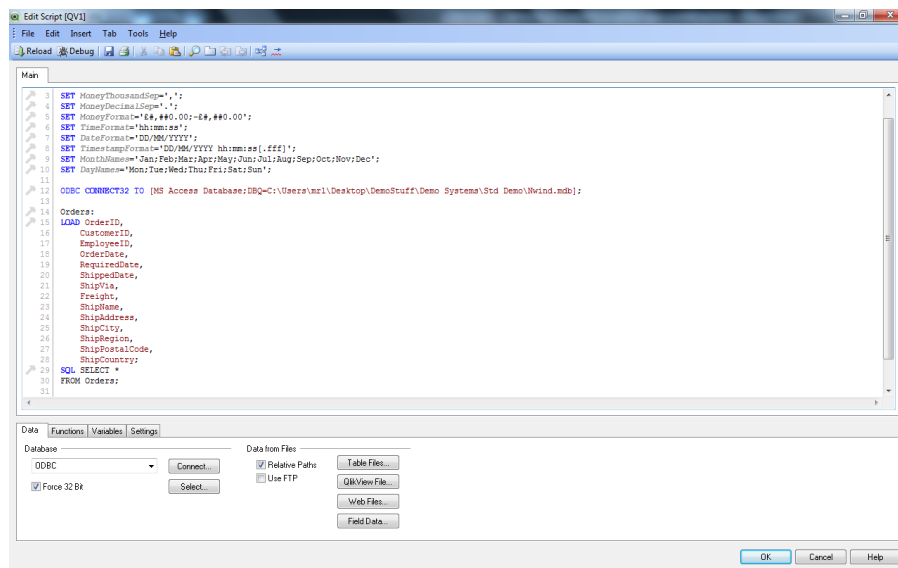 Edit Script [QV1]
File Edit Insert Tab Tools Help
Reload Debug
Main
3 SET MoneyThousandSep=',';
4 SET MoneyDecimalSep='.';
5 SET MoneyFormat='£#,##0.00;-£#,##0.00';
6 SET TimeFormat='hh:mm:ss';
7 SET DateFormat='DD/MM/YYYY';
8 SET TimestampFormat='DD/MM/YYYY hh:mm:ss[.fff]';
9 SET MonthNames='Jan;Feb;Mar;Apr;May;Jun;Jul;Aug;Sep;Oct;Nov;Dec';
10 SET DayNames='Mon;Tue;Wed;Thu;Fri;Sat;Sun';
11
12 ODBC CONNECT32 TO [MS Access Database;DBQ=C:\Users\mrl\Desktop\DemoStuff\Demo Systems\Std Demo\Nwind.mdb];
13
14 Orders:
15 LOAD OrderID,
16 CustomerID,
17 EmployeeID,
18 OrderDate,
19 RequiredDate,
20 ShippedDate,
21 ShipVia,
22 Freight,
23 ShipName,
24 ShipAddress,
25 ShipCity,
26 ShipRegion,
27 ShipPostalCode,
28 ShipCountry;
29 SQL SELECT *
30 FROM Orders;
31
Data Functions Variables Settings
Database
ODBC Connect...
Force 32 Bit Select...
Data from Files
Relative Paths Table Files...
Use FTP QlikView File...
Web Files...
Field Data...
OK Cancel Help